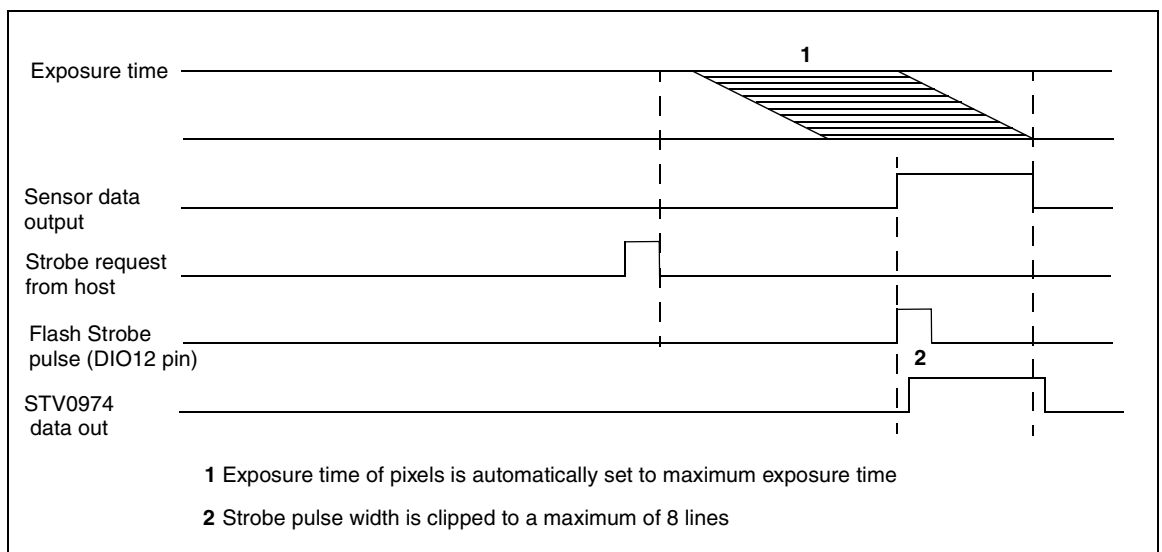 1
Exposure time
Sensor data
output
Strobe request
from host
Flash Strobe
pulse (DIO12 pin)
2
STV0974
data out
1 Exposure time of pixels is automatically set to maximum exposure time
2 Strobe pulse width is clipped to a maximum of 8 lines